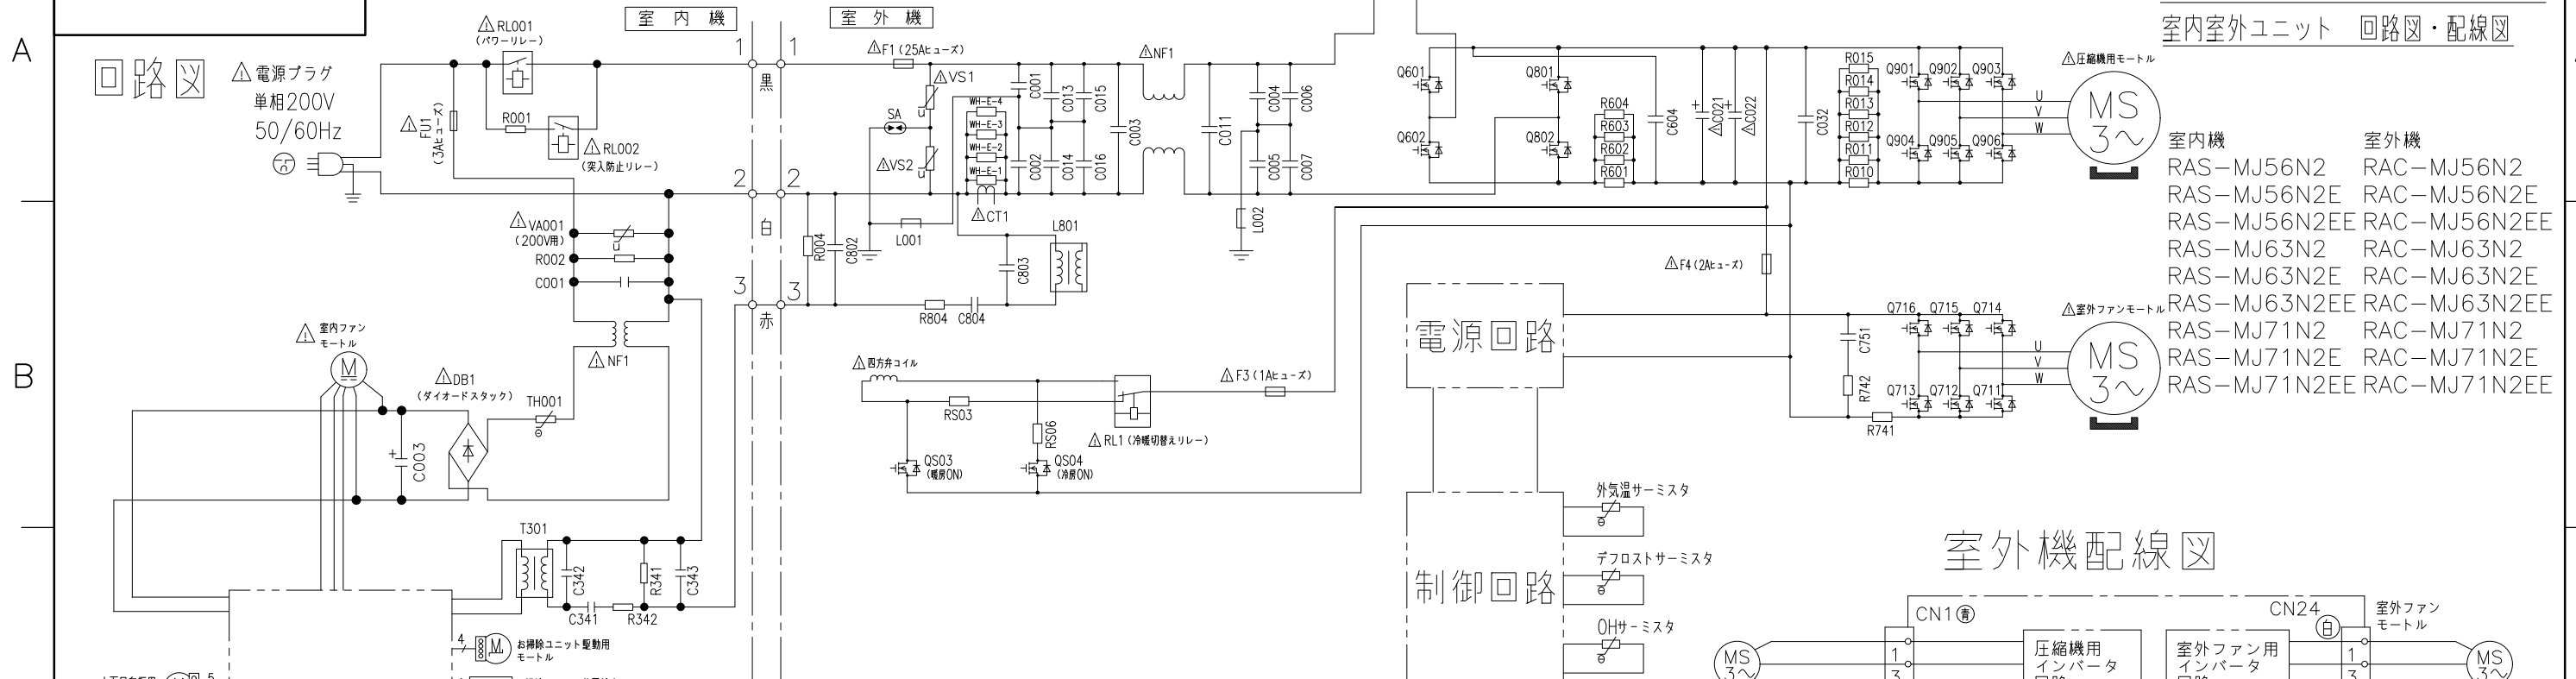 A
B
回路図
室内機
室外機
室内室外ユニット 回路図・配線図
⚠電源プラグ
単相200V
50/60Hz
⚠RL001
(パワーリレー)
⚠FU1
(3Aヒューズ)
R001
⚠RL002
(突入防止リレー)
⚠VA001
(200V用)
R002
C001
⚠NF1
⚠室内ファン
モートル
M
⚠DB1
(ダイオードスタック)
TH001
θ
C003
T301
C342
R341
C343
C341
R342
4
M
お掃除ユニット駆動用
モートル
5
1 1
黒
2 2
白
3 3
赤
⚠F1(25Aヒューズ)
⚠VS1
SA
⚠VS2
WH-E-4
WH-E-3
WH-E-2
WH-E-1
⚠CT1
C001
C002
C013
C014
C015
C016
C003
⚠NF1
C011
C004
C005
C006
C007
L001
L002
R004
C802
C803
L801
R804
C804
⚠四方弁コイル
RS03
RS06
QS03
(暖房ON)
QS04
(冷房ON)
⚠RL1(冷暖切替えリレー)
⚠F3(1Aヒューズ)
Q601
Q602
Q801
Q802
R604
R603
R602
R601
C604
⚠C021
⚠C022
C032
R015
R014
R013
R012
R011
R010
Q901 Q902 Q903
Q904 Q905 Q906
U
V
W
⚠圧縮機用モートル
MS
3〜
⚠F4(2Aヒューズ)
電源回路
C751
R742
R741
Q716 Q715 Q714
Q713 Q712 Q711
U
V
W
⚠室外ファンモートル
MS
3〜
制御回路
外気温サーミスタ
θ
デフロストサーミスタ
θ
OHサーミスタ
θ
室内機 室外機
RAS-MJ56N2 RAC-MJ56N2
RAS-MJ56N2E RAC-MJ56N2E
RAS-MJ56N2EE RAC-MJ56N2EE
RAS-MJ63N2 RAC-MJ63N2
RAS-MJ63N2E RAC-MJ63N2E
RAS-MJ63N2EE RAC-MJ63N2EE
RAS-MJ71N2 RAC-MJ71N2
RAS-MJ71N2E RAC-MJ71N2E
RAS-MJ71N2EE RAC-MJ71N2EE
室外機配線図
CN1 青
CN24
白
室外ファン
モートル
MS
3〜
1
3
圧縮機用
インバータ
室外ファン用
インバータ
1
3
MS
3〜